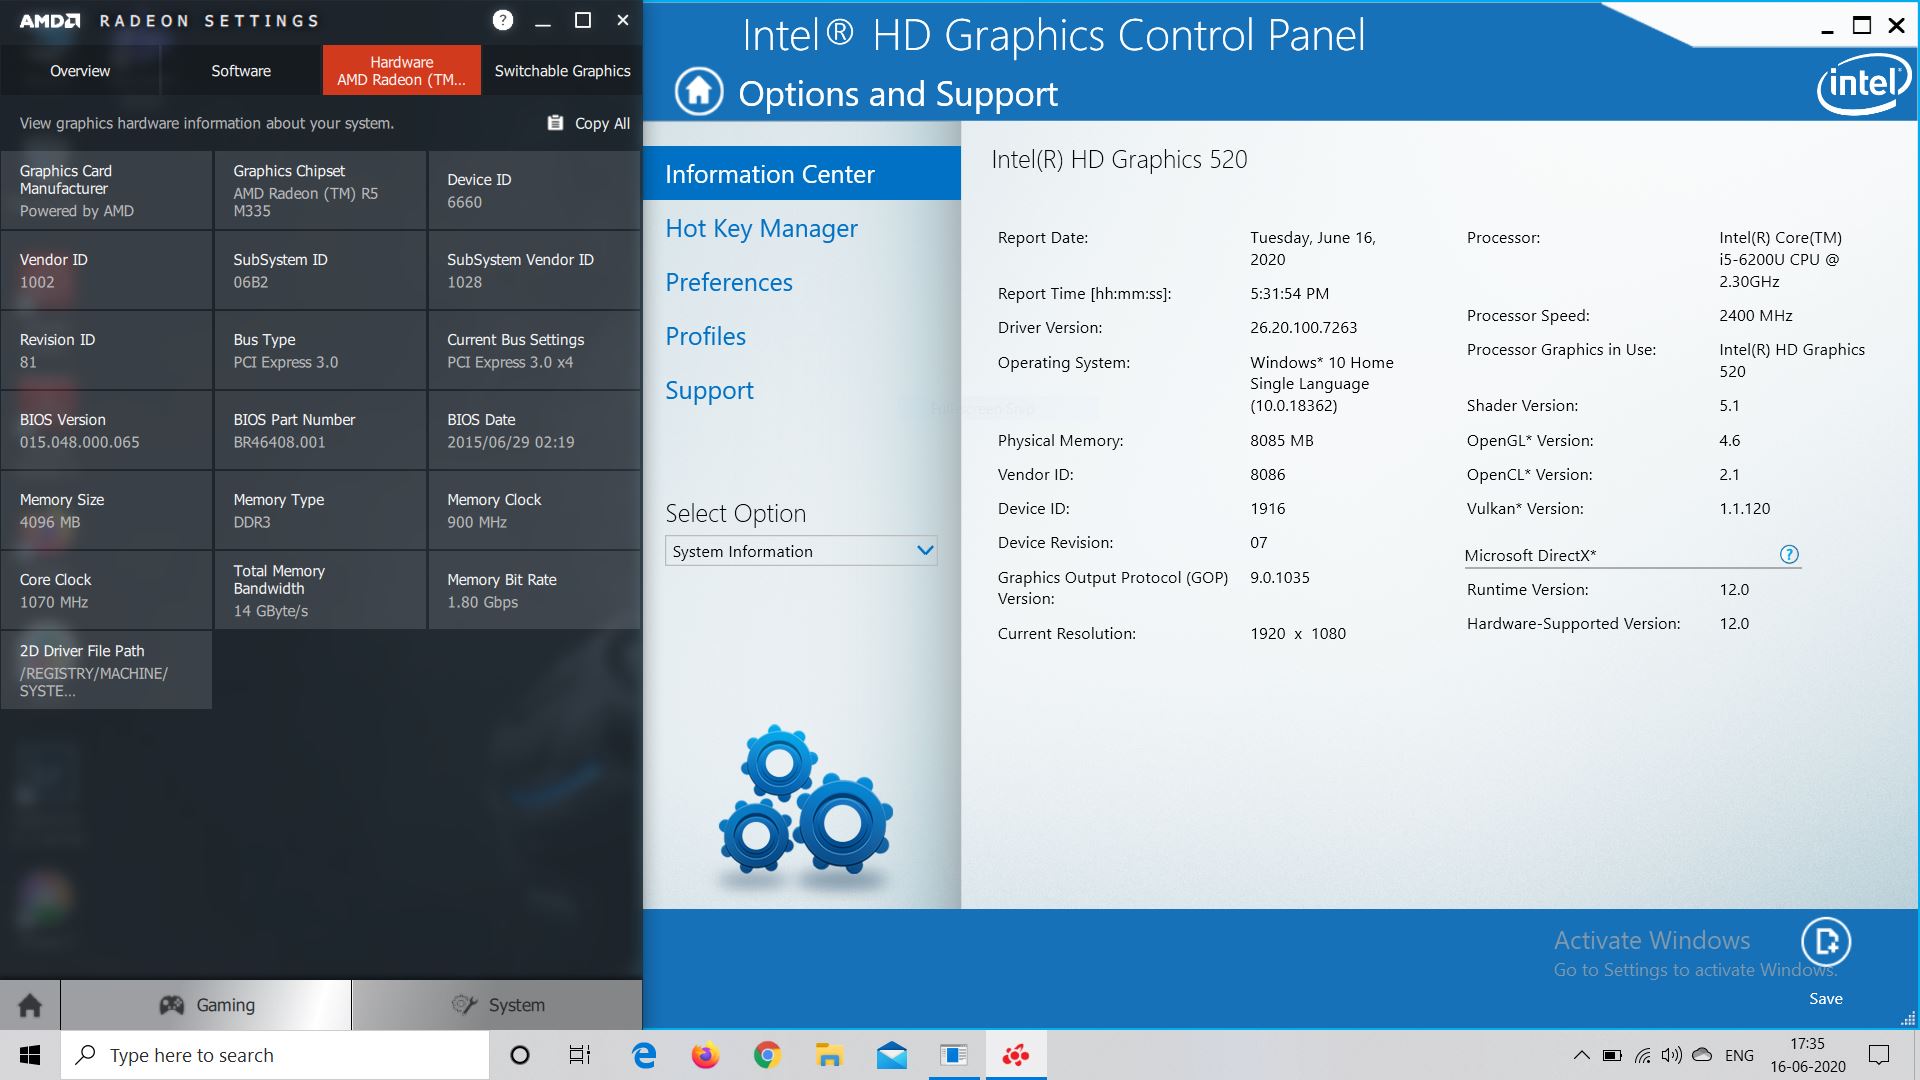 AMD RADEON SETTINGS
Overview
Software
Hardware
AMD Radeon (TM...
Switchable Graphics
View graphics hardware information about your system.
Copy All
Graphics Card
Manufacturer
Powered by AMD
Graphics Chipset
AMD Radeon (TM) R5
M335
Device ID
6660
Vendor ID
1002
SubSystem ID
06B2
SubSystem Vendor ID
1028
Revision ID
81
Bus Type
PCI Express 3.0
Current Bus Settings
PCI Express 3.0 x4
BIOS Version
015.048.000.065
BIOS Part Number
BR46408.001
BIOS Date
2015/06/29 02:19
Memory Size
4096 MB
Memory Type
DDR3
Memory Clock
900 MHz
Core Clock
1070 MHz
Total Memory
Bandwidth
14 GByte/s
Memory Bit Rate
1.80 Gbps
2D Driver File Path
/REGISTRY/MACHINE/
SYSTE...
Gaming
System
Intel® HD Graphics Control Panel
Options and Support
intel
Information Center
Hot Key Manager
Preferences
Profiles
Support
Select Option
System Information
Intel(R) HD Graphics 520
Report Date:
Tuesday, June 16,
2020
Report Time [hh:mm:ss]:
5:31:54 PM
Driver Version:
26.20.100.7263
Operating System:
Windows* 10 Home
Single Language
(10.0.18362)
Physical Memory:
8085 MB
Vendor ID:
8086
Device ID:
1916
Device Revision:
07
Graphics Output Protocol (GOP)
Version:
9.0.1035
Current Resolution:
1920 x 1080
Processor:
Intel(R) Core(TM)
i5-6200U CPU @
2.30GHz
Processor Speed:
2400 MHz
Processor Graphics in Use:
Intel(R) HD Graphics
520
Shader Version:
5.1
OpenGL* Version:
4.6
OpenCL* Version:
2.1
Vulkan* Version:
1.1.120
Microsoft DirectX*
Runtime Version:
12.0
Hardware-Supported Version:
12.0
Activate Windows
Go to Settings to activate Windows.
Save
Type here to search
ENG
17:35
16-06-2020